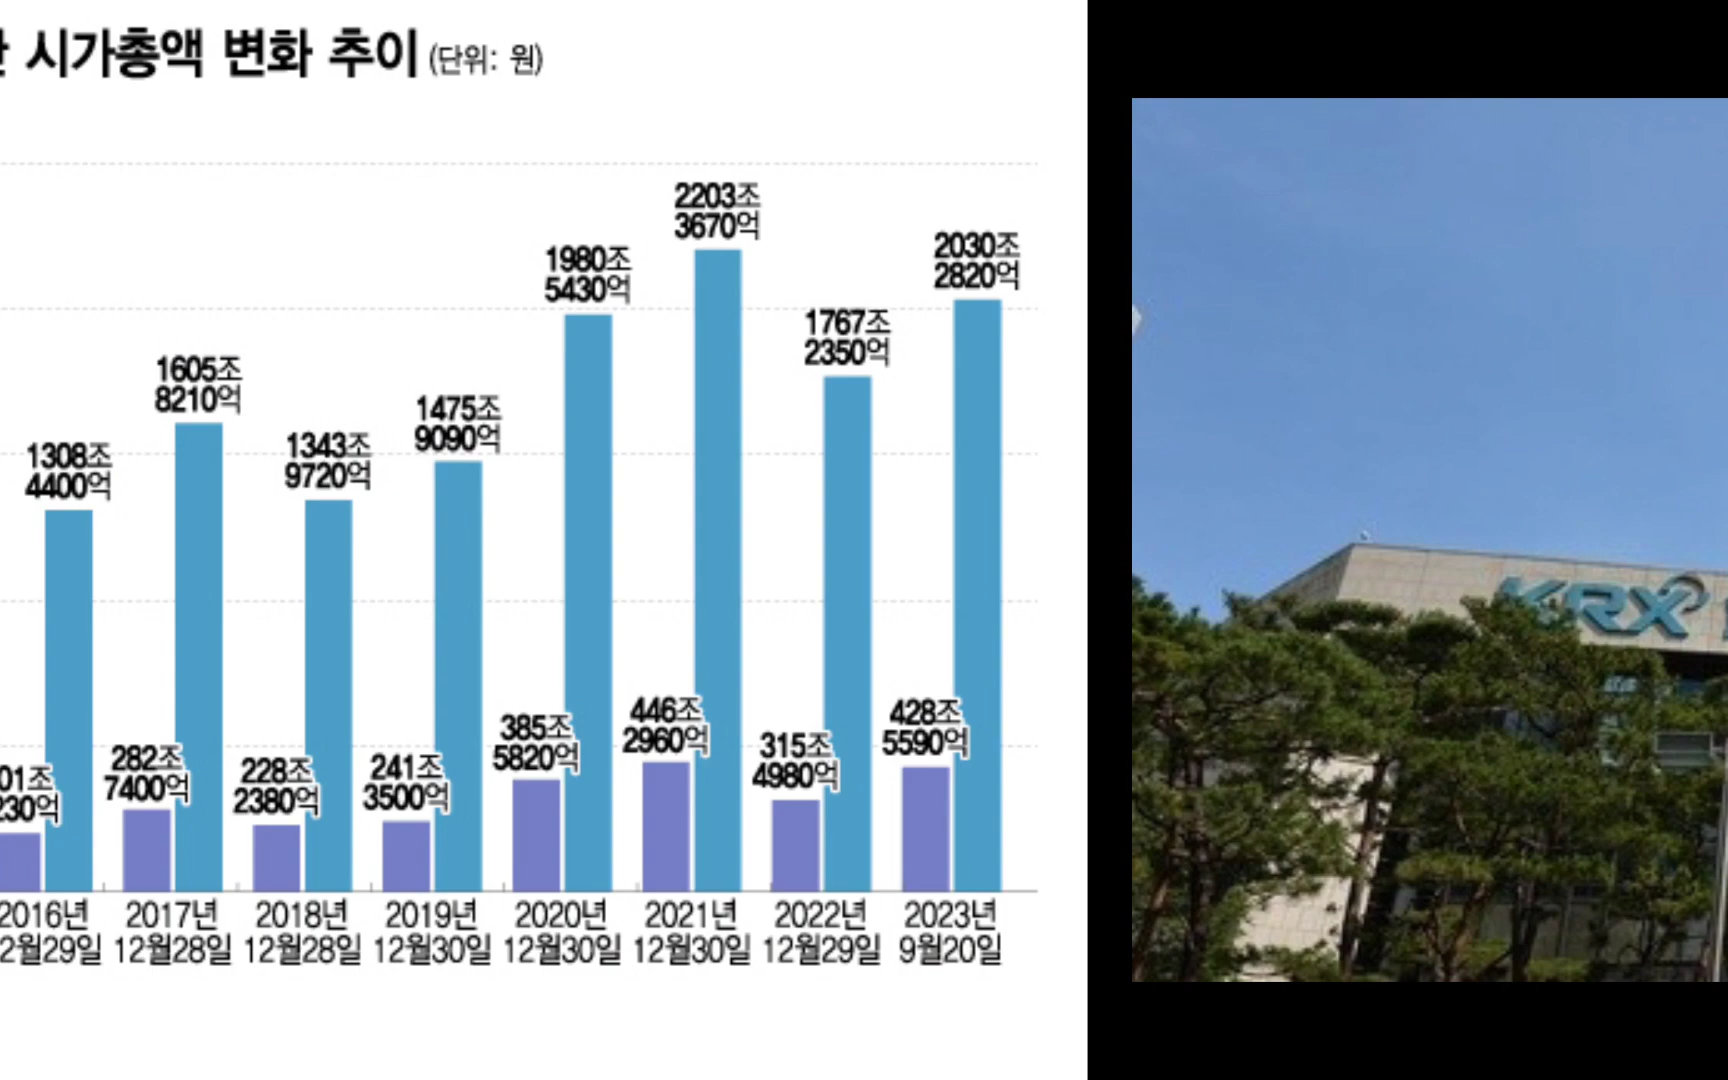 시가총액 변화 추이 (단위: 원)
2203조
3670억
2030조
2820억
1980조
5430억
1767조
2350억
1605조
8210억
1475조
9090억
1343조
9720억
1308조
4400억
446조
2960억
428조
5590억
385조
5820억
315조
4980억
282조
7400억
241조
3500억
228조
2380억
01조
230억
2016년 2017년 2018년 2019년 2020년 2021년 2022년 2023년
2월29일 12월28일 12월28일 12월30일 12월30일 12월30일 12월29일 9월20일
KRX